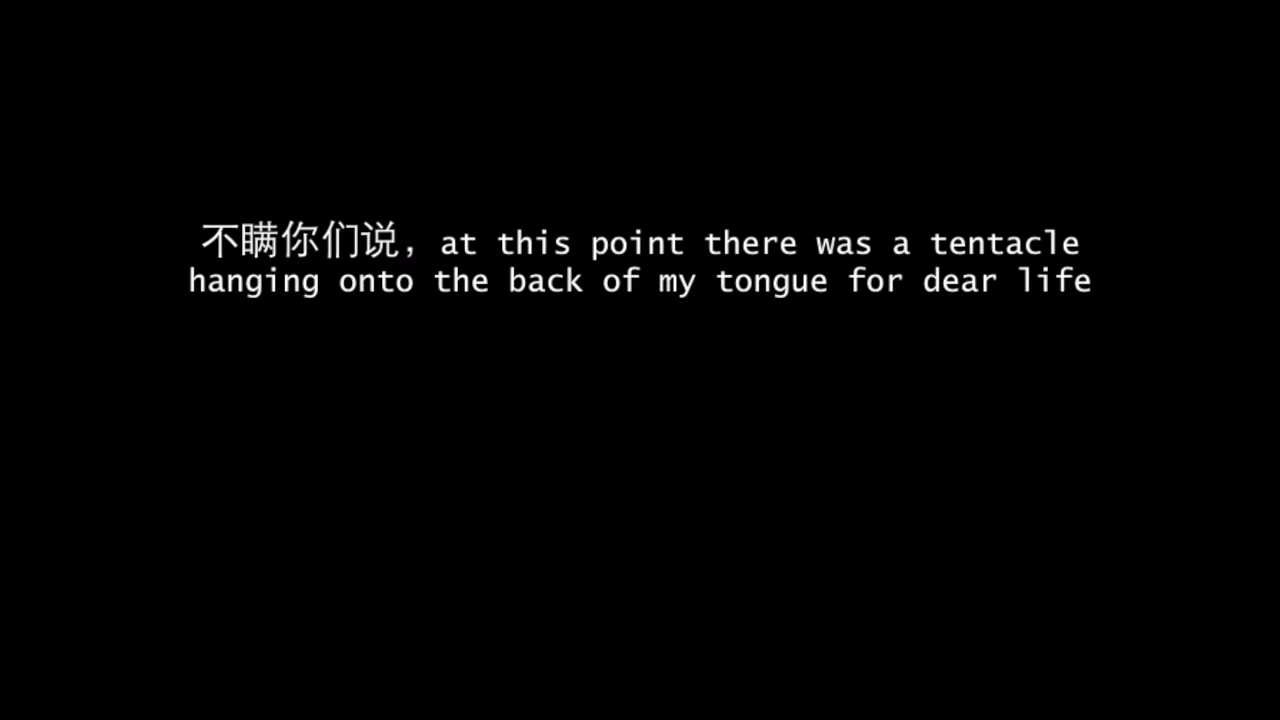 不瞒你们说，at this point there was a tentacle
hanging onto the back of my tongue for dear life